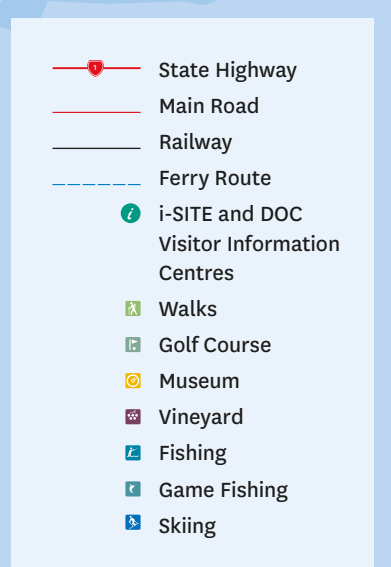 1
State Highway
Main Road
Railway
Ferry Route
i i-SITE and DOC
Visitor Information
Centres
Walks
Golf Course
Museum
Vineyard
Fishing
Game Fishing
Skiing